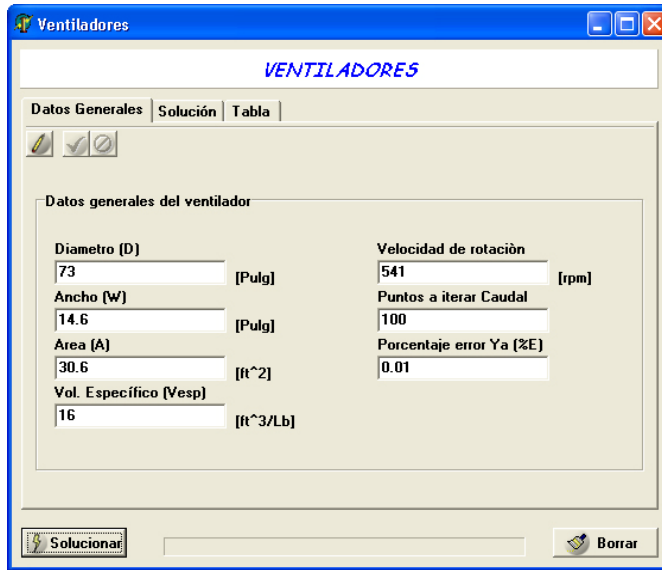 Ventiladores
VENTILADORES
Datos Generales Solución Tabla
Datos generales del ventilador
Diametro (D) Velocidad de rotaciòn
73 [Pulg] 541 [rpm]
Ancho (W) Puntos a iterar Caudal
14.6 [Pulg] 100
Area (A) Porcentaje error Ya (%E)
30.6 [ft^2] 0.01
Vol. Específico (Vesp)
16 [ft^3/Lb]
Solucionar Borrar